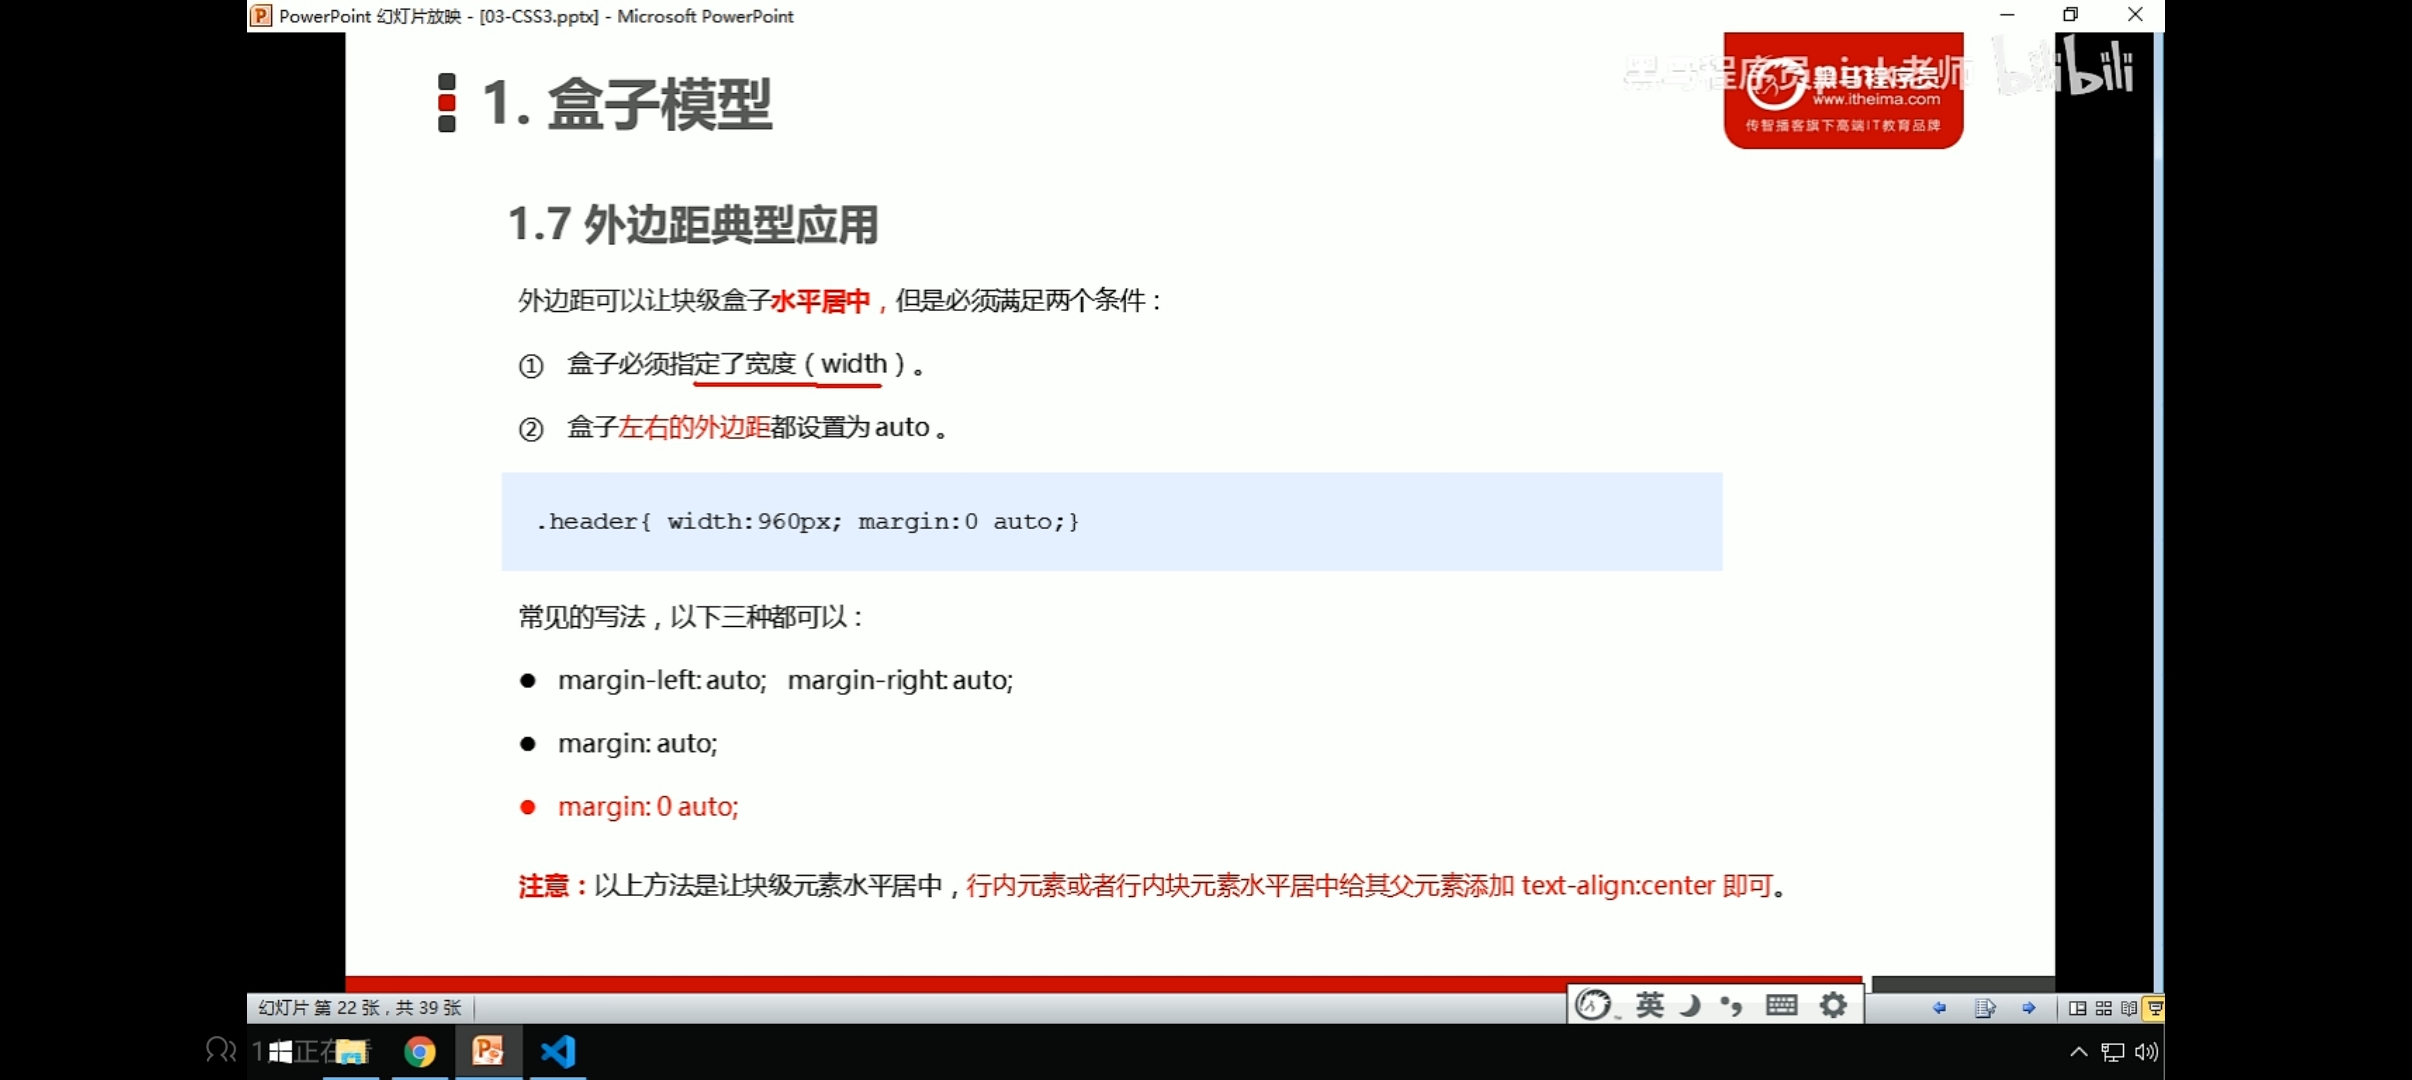 PowerPoint 幻灯片放映 - [03-CSS3.pptx] - Microsoft PowerPoint
黑马程序员pink老师
bilibili
www.itheima.com
传智播客旗下高端IT教育品牌
1. 盒子模型
1.7 外边距典型应用
外边距可以让块级盒子水平居中，但是必须满足两个条件：
① 盒子必须指定了宽度（width）。
② 盒子左右的外边距都设置为 auto 。
.header{ width:960px; margin:0 auto;}
常见的写法，以下三种都可以：
● margin-left: auto; margin-right: auto;
● margin: auto;
● margin: 0 auto;
注意：以上方法是让块级元素水平居中，行内元素或者行内块元素水平居中给其父元素添加 text-align:center 即可。
幻灯片 第 22 张，共 39 张
英